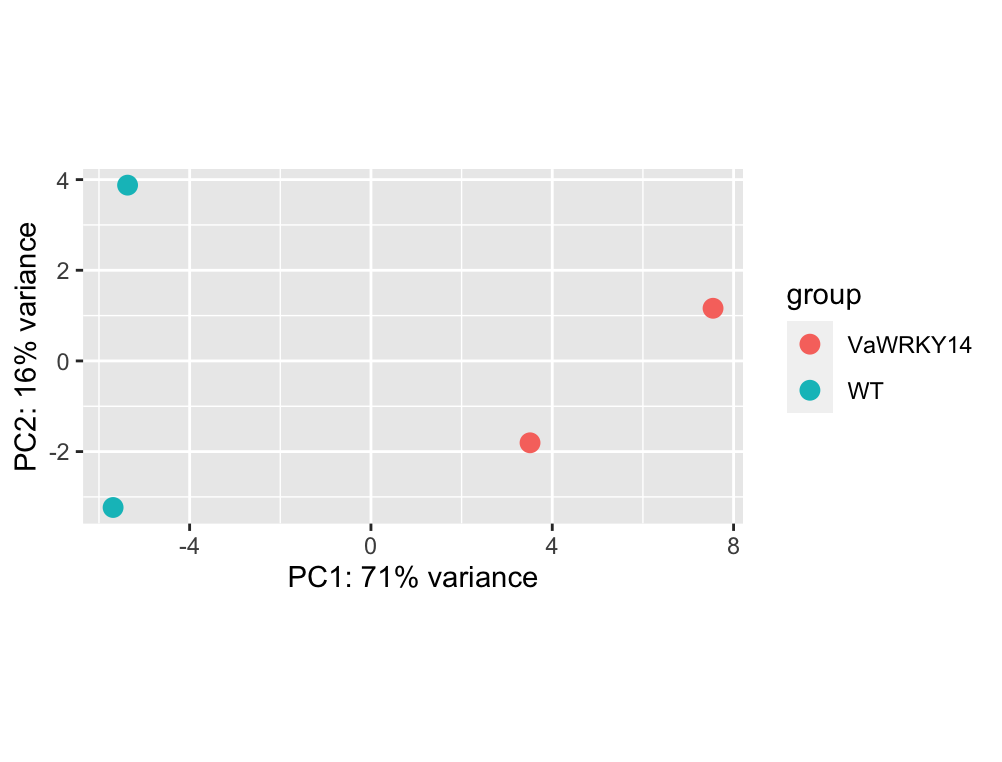 4
2
0
-2
PC2: 16% variance
-4 0 4 8
PC1: 71% variance
group
VaWRKY14
WT